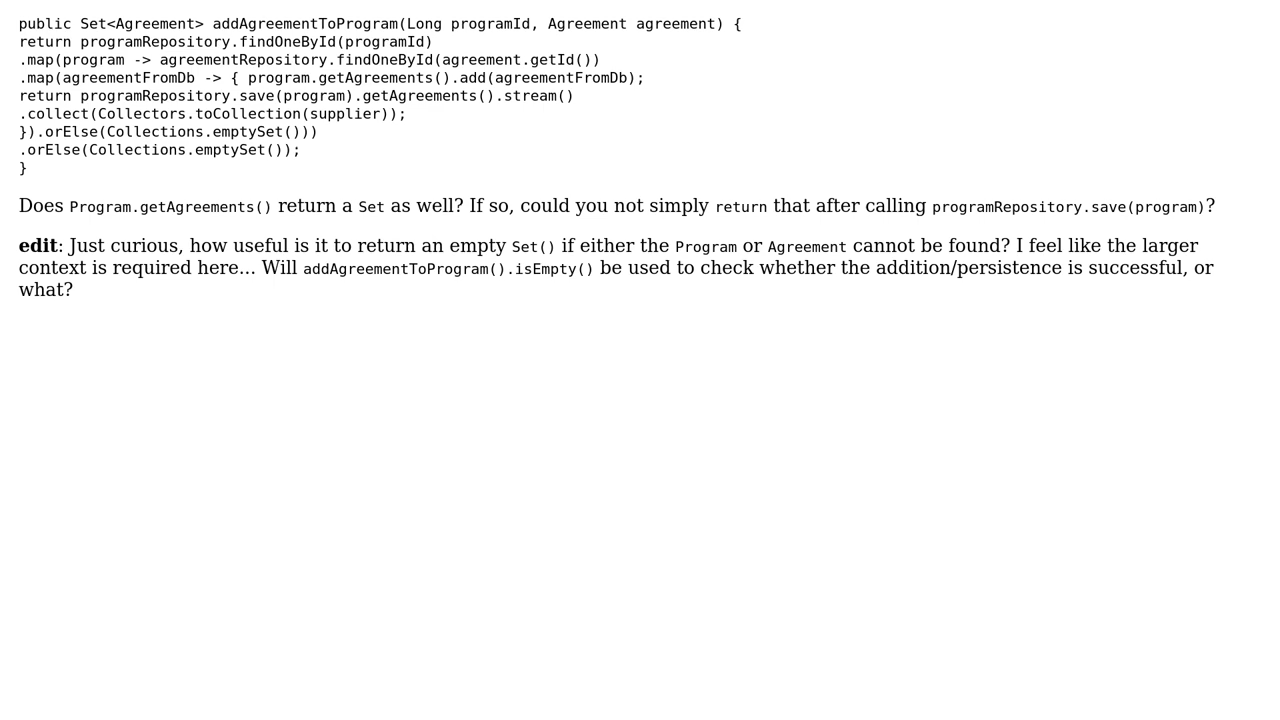 public Set<Agreement> addAgreementToProgram(Long programId, Agreement agreement) {
return programRepository.findOneById(programId)
.map(program -> agreementRepository.findOneById(agreement.getId())
.map(agreementFromDb -> { program.getAgreements().add(agreementFromDb);
return programRepository.save(program).getAgreements().stream()
.collect(Collectors.toCollection(supplier));
}).orElse(Collections.emptySet()))
.orElse(Collections.emptySet());
}
Does Program.getAgreements() return a Set as well? If so, could you not simply return that after calling programRepository.save(program)?
edit: Just curious, how useful is it to return an empty Set() if either the Program or Agreement cannot be found? I feel like the larger
context is required here... Will addAgreementToProgram().isEmpty() be used to check whether the addition/persistence is successful, or
what?